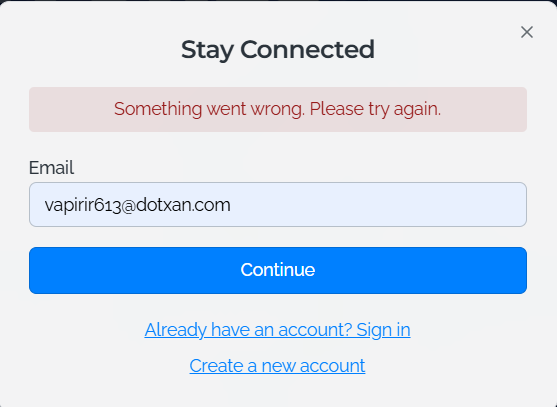 Stay Connected
Something went wrong. Please try again.
Email
vapirir613@dotxan.com
Continue
Already have an account? Sign in
Create a new account